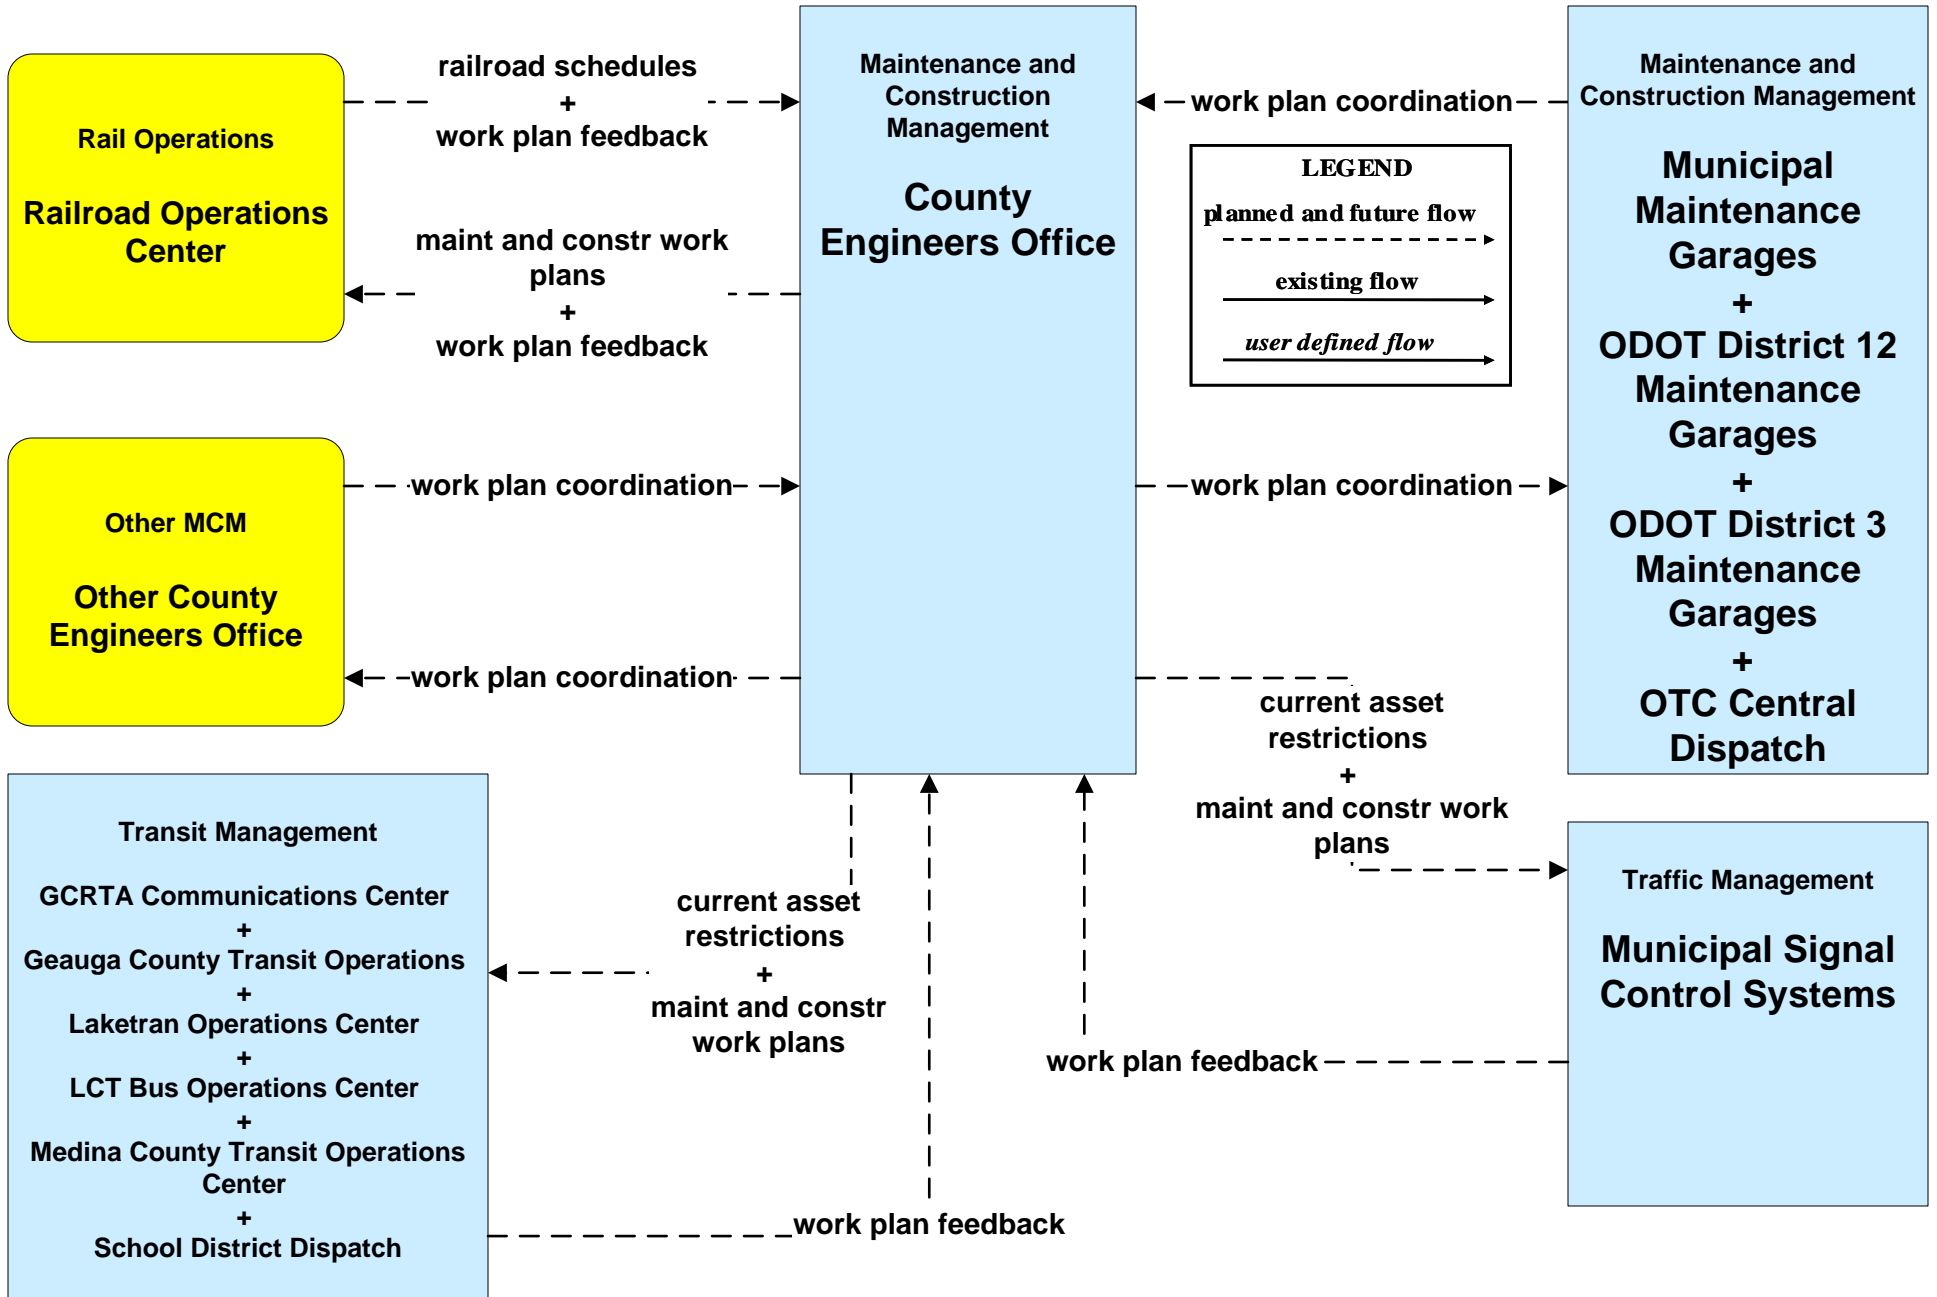 Rail Operations
Railroad Operations
Center
railroad schedules
+
work plan feedback
maint and constr work
plans
+
work plan feedback
Maintenance and
Construction
Management
County
Engineers Office
work plan coordination
LEGEND
planned and future flow
existing flow
user defined flow
work plan coordination
Maintenance and
Construction Management
Municipal
Maintenance
Garages
+
ODOT District 12
Maintenance
Garages
+
ODOT District 3
Maintenance
Garages
+
OTC Central
Dispatch
Other MCM
Other County
Engineers Office
work plan coordination
work plan coordination
current asset
restrictions
+
maint and constr work
plans
Transit Management
GCRTA Communications Center
+
Geauga County Transit Operations
+
Laketran Operations Center
+
LCT Bus Operations Center
+
Medina County Transit Operations
Center
+
School District Dispatch
current asset
restrictions
+
maint and constr
work plans
work plan feedback
work plan feedback
Traffic Management
Municipal Signal
Control Systems